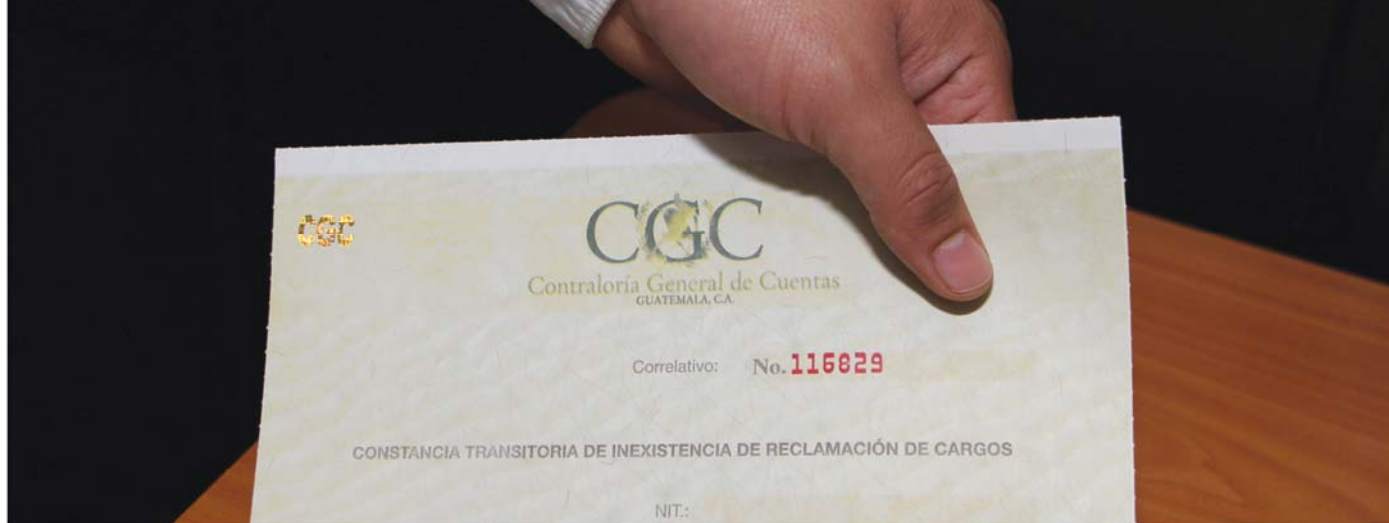 CGC
CGC
Contraloría General de Cuentas
GUATEMALA, C.A.
Correlativo: No. 116829
CONSTANCIA TRANSITORIA DE INEXISTENCIA DE RECLAMACIÓN DE CARGOS
NIT.: